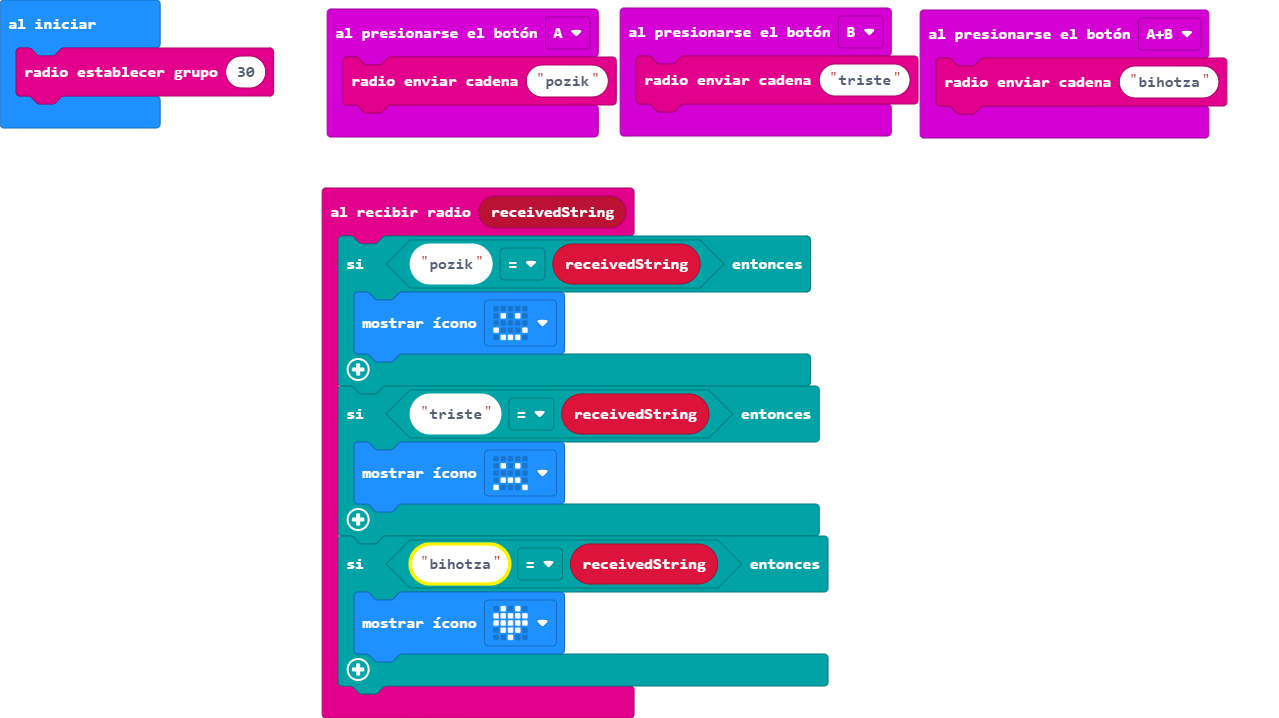 al iniciar
radio establecer grupo 30
al presionarse el botón A
radio enviar cadena "pozik"
al presionarse el botón B
radio enviar cadena "triste"
al presionarse el botón A+B
radio enviar cadena "bihotza"
al recibir radio receivedString
si "pozik" = receivedString entonces
mostrar ícono
si "triste" = receivedString entonces
mostrar ícono
si "bihotza" = receivedString entonces
mostrar ícono